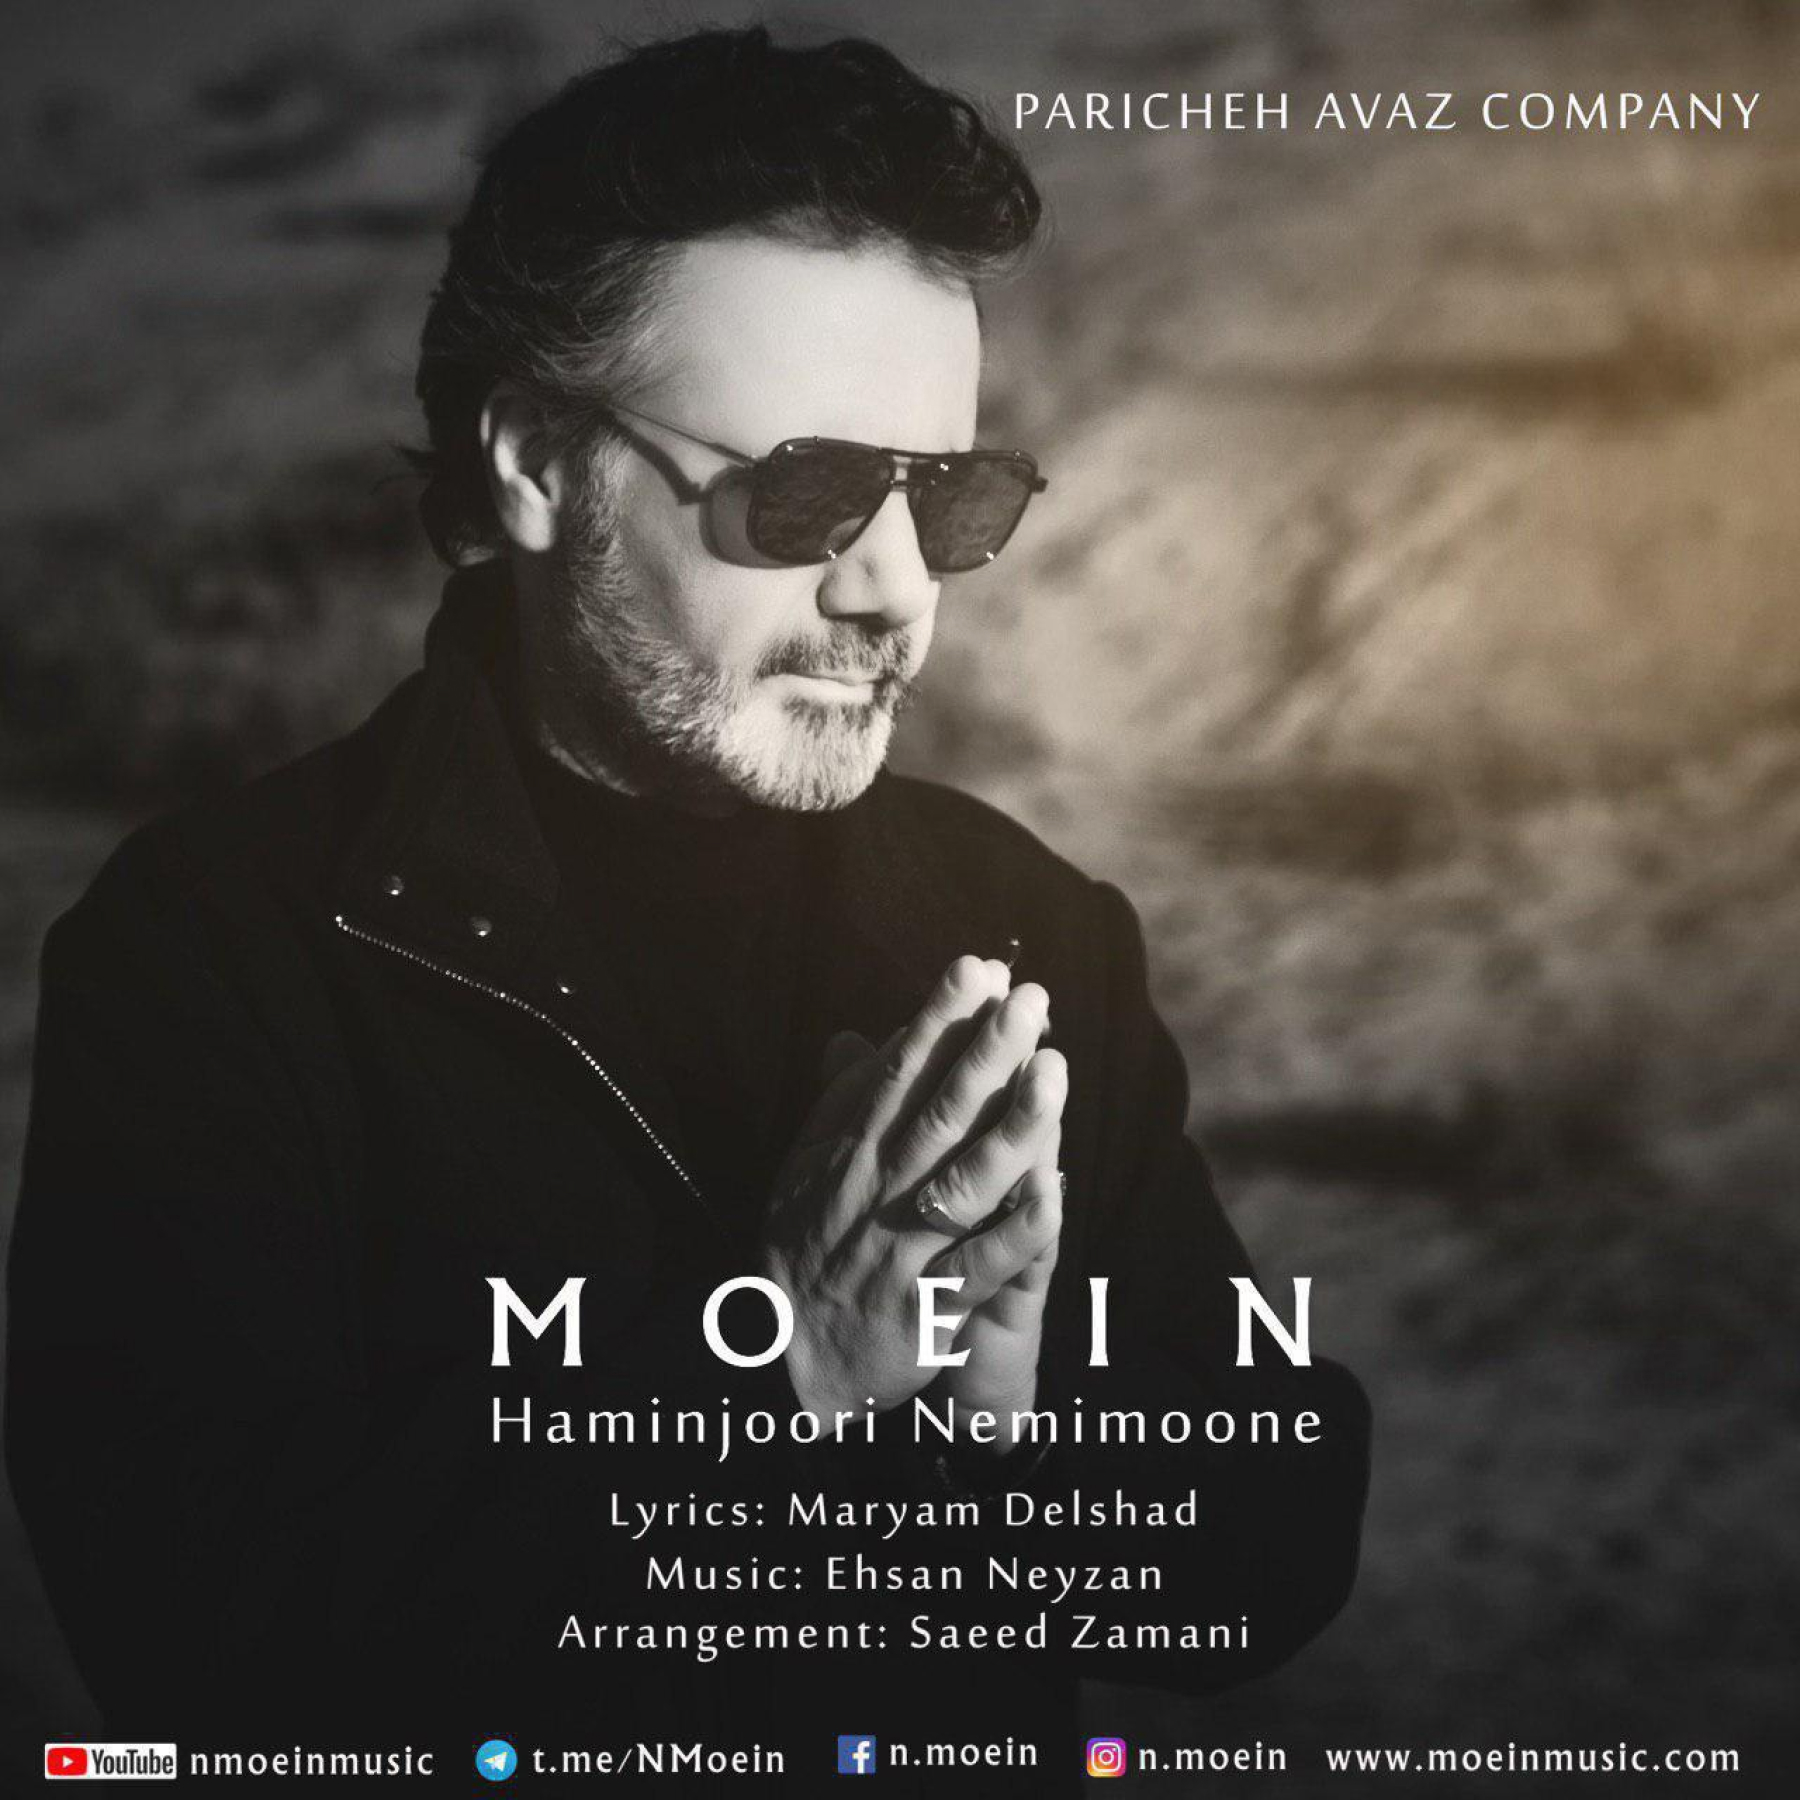 PARICHEH AVAZ COMPANY
MOEIN
Haminjoori Nemimoone
Lyrics: Maryam Delshad
Music: Ehsan Neyzan
Arrangement: Saeed Zamani
YouTube nmoeinmusic t.me/NMoein n.moein n.moein www.moeinmusic.com